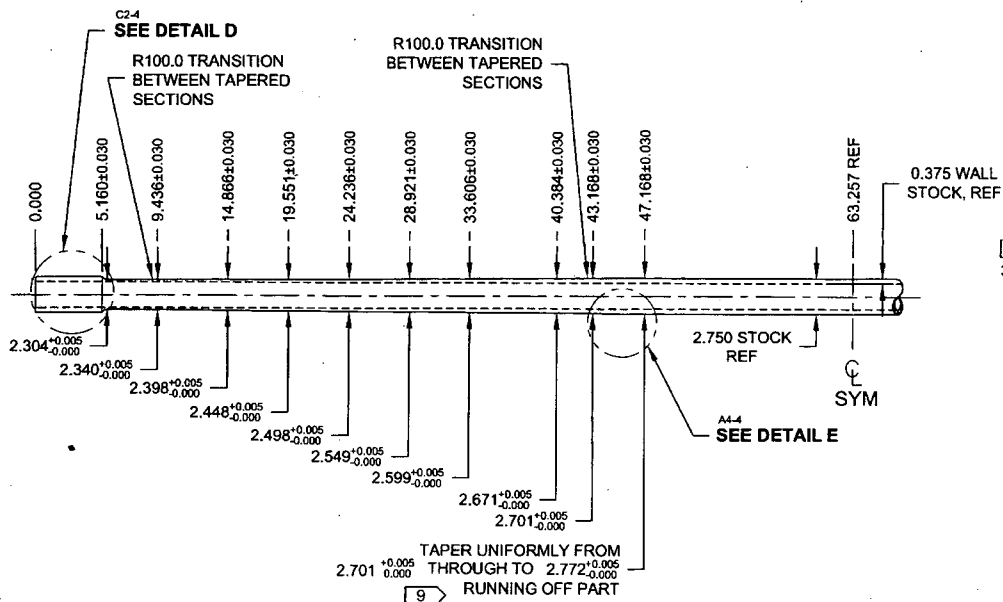 C2-4
SEE DETAIL D
R100.0 TRANSITION
BETWEEN TAPERED
SECTIONS
R100.0 TRANSITION
BETWEEN TAPERED
SECTIONS
0.000
5.160±0.030
9.436±0.030
14.866±0.030
19.551±0.030
24.236±0.030
28.921±0.030
33.606±0.030
40.384±0.030
43.168±0.030
47.168±0.030
63.257 REF
0.375 WALL
STOCK, REF
2.304 +0.005 -0.000
2.340 +0.005 -0.000
2.398 +0.005 -0.000
2.448 +0.005 -0.000
2.498 +0.005 -0.000
2.549 +0.005 -0.000
2.599 +0.005 -0.000
2.671 +0.005 -0.000
2.701 +0.005 -0.000
2.750 STOCK
REF
℄
SYM
A4-4
SEE DETAIL E
TAPER UNIFORMLY FROM
2.701 +0.005 0.000 THROUGH TO 2.772 +0.005 -0.000
RUNNING OFF PART
9